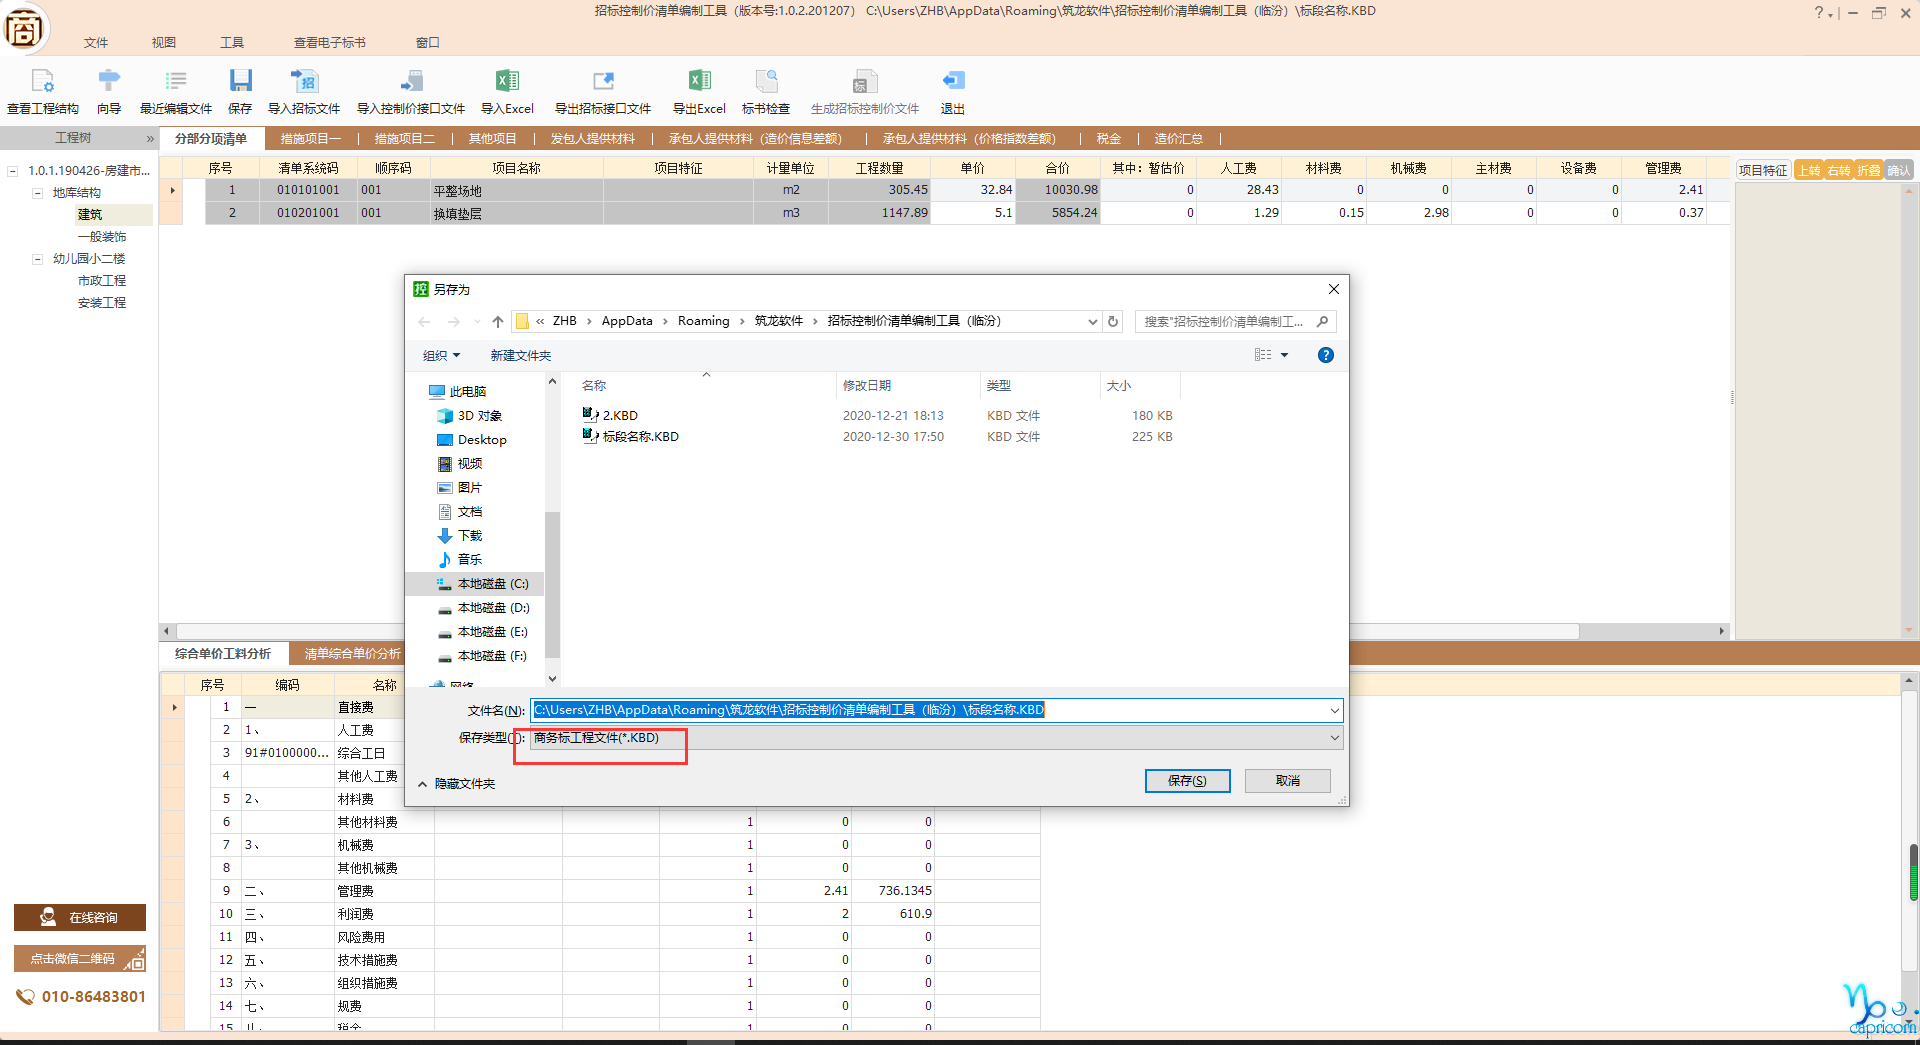 招标控制价清单编制工具（版本号:1.0.2.201207） C:\Users\ZHB\AppData\Roaming\筑龙软件\招标控制价清单编制工具（临汾）\标段名称.KBD
商
文件 视图 工具 查看电子标书 窗口
查看工程结构 向导 最近编辑文件 保存 导入招标文件 导入控制价接口文件 导入Excel 导出招标接口文件 导出Excel 标书检查 生成招标控制价文件 退出
工程树 » 分部分项清单 措施项目一 措施项目二 其他项目 发包人提供材料 承包人提供材料（造价信息差额） 承包人提供材料（价格指数差额） 税金 造价汇总
1.0.1.190426-房建市...
地库结构
建筑
一般装饰
幼儿园小二楼
市政工程
安装工程
序号 清单系统码 顺序码 项目名称 项目特征 计量单位 工程数量 单价 合价 其中：暂估价 人工费 材料费 机械费 主材费 设备费 管理费
1 010101001 001 平整场地 m2 305.45 32.84 10030.98 0 28.43 0 0 0 0 2.41
2 010201001 001 换填垫层 m3 1147.89 5.1 5854.24 0 1.29 0.15 2.98 0 0 0.37
项目特征 上转 右转 折叠 确认
控 另存为
« ZHB › AppData › Roaming › 筑龙软件 › 招标控制价清单编制工具（临汾）
搜索"招标控制价清单编制工...
组织 新建文件夹
此电脑
3D 对象
Desktop
视频
图片
文档
下载
音乐
本地磁盘 (C:)
本地磁盘 (D:)
本地磁盘 (E:)
本地磁盘 (F:)
网络
名称 修改日期 类型 大小
2.KBD 2020-12-21 18:13 KBD 文件 180 KB
标段名称.KBD 2020-12-30 17:50 KBD 文件 225 KB
文件名(N): C:\Users\ZHB\AppData\Roaming\筑龙软件\招标控制价清单编制工具（临汾）\标段名称.KBD
保存类型(T): 商务标工程文件(*.KBD)
隐藏文件夹 保存(S) 取消
综合单价工料分析 清单综合单价分析
序号 编码 名称
1 一 直接费
2 1、 人工费
3 91#0100000... 综合工日
4 其他人工费
5 2、 材料费
6 其他材料费 1 0 0
7 3、 机械费 1 0 0
8 其他机械费 1 0 0
9 二、 管理费 1 2.41 736.1345
10 三、 利润费 1 2 610.9
11 四、 风险费用 1 0 0
12 五、 技术措施费 1 0 0
13 六、 组织措施费 1 0 0
14 七、 规费 1 0 0
15 八、 税金 1 0 0
在线咨询
点击微信二维码
010-86483801
capricorn